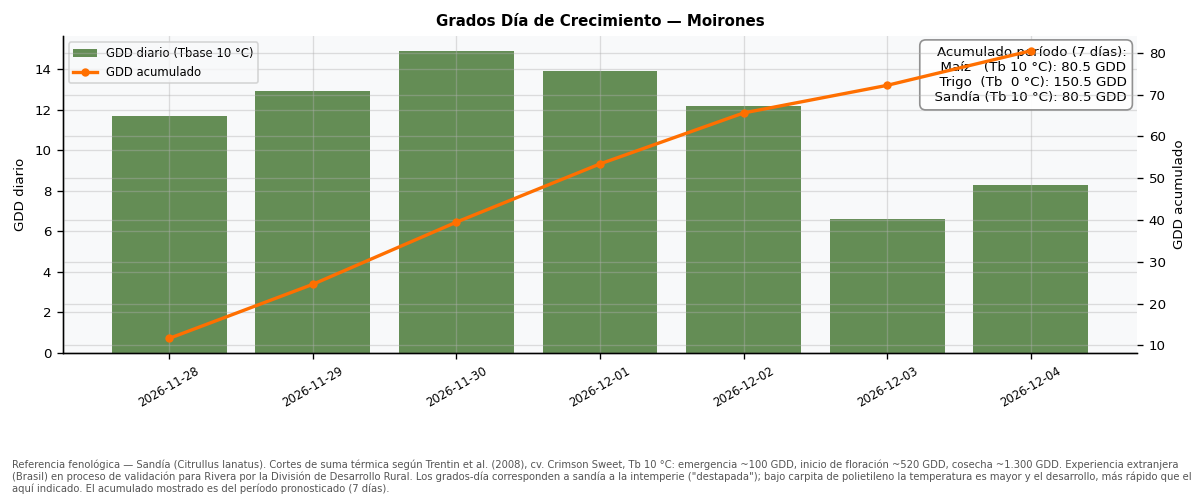 Grados Día de Crecimiento — Moirones
GDD diario (Tbase 10 °C)
GDD acumulado
Acumulado período (7 días):
Maíz (Tb 10 °C): 80.5 GDD
Trigo (Tb 0 °C): 150.5 GDD
Sandía (Tb 10 °C): 80.5 GDD
GDD diario
14
12
10
8
6
4
2
0
80
70
60
50
40
30
20
10
GDD acumulado
2026-11-28
2026-11-29
2026-11-30
2026-12-01
2026-12-02
2026-12-03
2026-12-04
Referencia fenológica — Sandía (Citrullus lanatus). Cortes de suma térmica según Trentin et al. (2008), cv. Crimson Sweet, Tb 10 °C: emergencia ~100 GDD, inicio de floración ~520 GDD, cosecha ~1.300 GDD. Experiencia extranjera
(Brasil) en proceso de validación para Rivera por la División de Desarrollo Rural. Los grados-día corresponden a sandía a la intemperie ("destapada"); bajo carpita de polietileno la temperatura es mayor y el desarrollo, más rápido que el
aquí indicado. El acumulado mostrado es del período pronosticado (7 días).